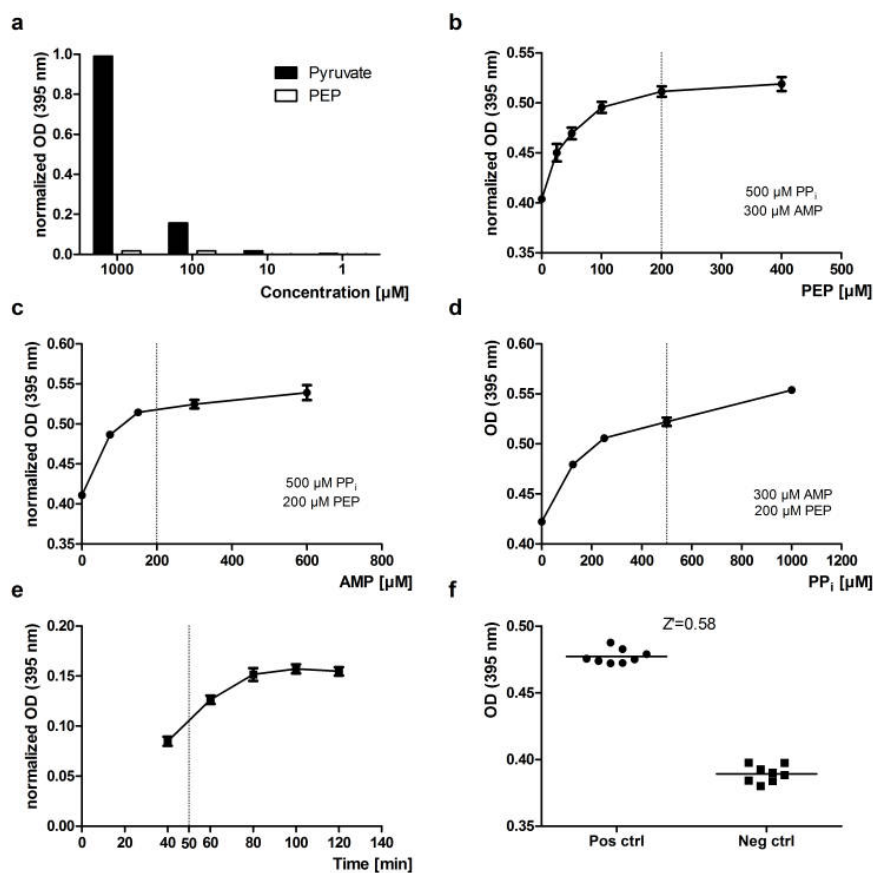 a
normalized OD (395 nm)
1.0
0.8
0.6
0.4
0.2
0.0
Pyruvate
PEP
1000 100 10 1
Concentration [µM]
b
normalized OD (395 nm)
0.55
0.50
0.45
0.40
0.35
500 µM PPi
300 µM AMP
0 100 200 300 400 500
PEP [µM]
c
normalized OD (395 nm)
0.60
0.55
0.50
0.45
0.40
0.35
500 µM PPi
200 µM PEP
0 200 400 600 800
AMP [µM]
d
OD (395 nm)
0.60
0.55
0.50
0.45
0.40
300 µM AMP
200 µM PEP
0 200 400 600 800 1000 1200
PPi [µM]
e
normalized OD (395 nm)
0.20
0.15
0.10
0.05
0.00
0 20 40 50 60 80 100 120 140
Time [min]
f
Z'=0.58
OD (395 nm)
0.50
0.45
0.40
0.35
Pos ctrl Neg ctrl